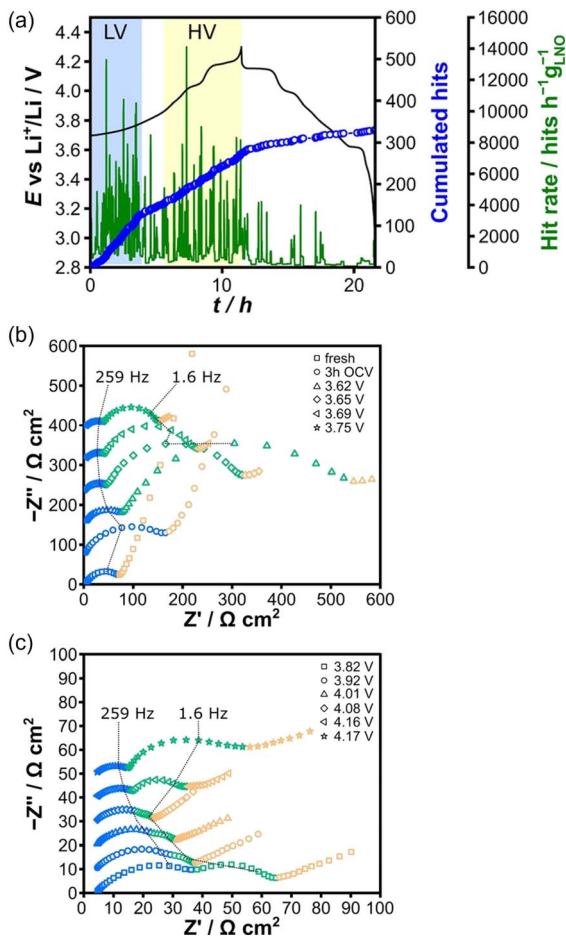 (a)
LV
HV
4.4
4.2
4.0
3.8
3.6
3.4
3.2
3.0
2.8
E vs Li⁺/Li / V
0
10
20
t / h
600
500
400
300
200
100
0
Cumulated hits
16000
14000
12000
10000
8000
6000
4000
2000
0
Hit rate / hits h⁻¹g⁻¹LNO
(b)
600
500
400
300
200
100
0
−Z'' / Ω cm²
259 Hz
1.6 Hz
fresh
3h OCV
3.62 V
3.65 V
3.69 V
3.75 V
0
100
200
300
400
500
600
Z' / Ω cm²
(c)
100
90
80
70
60
50
40
30
20
10
0
−Z'' / Ω cm²
259 Hz
1.6 Hz
3.82 V
3.92 V
4.01 V
4.08 V
4.16 V
4.17 V
0
10
20
30
40
50
60
70
80
90
100
Z' / Ω cm²